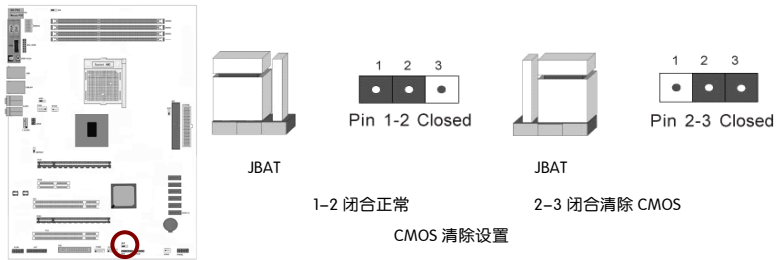 1 2 3
Pin 1-2 Closed
1 2 3
Pin 2-3 Closed
JBAT
JBAT
1-2 闭合正常
2-3 闭合清除 CMOS
CMOS 清除设置